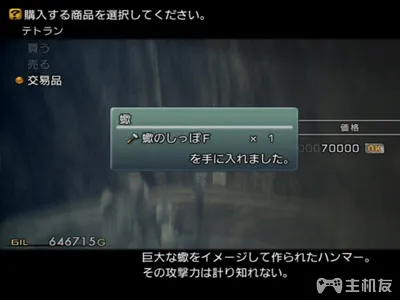 購入する商品を選択してください。
テトラン
買う
売る
交易品
蠍
蠍のしっぽF × 1
を手に入れました。
価格
00070000 OK
GIL 646715G
巨大な蠍をイメージして作られたハンマー。
その攻撃力は計り知れない。
主机友